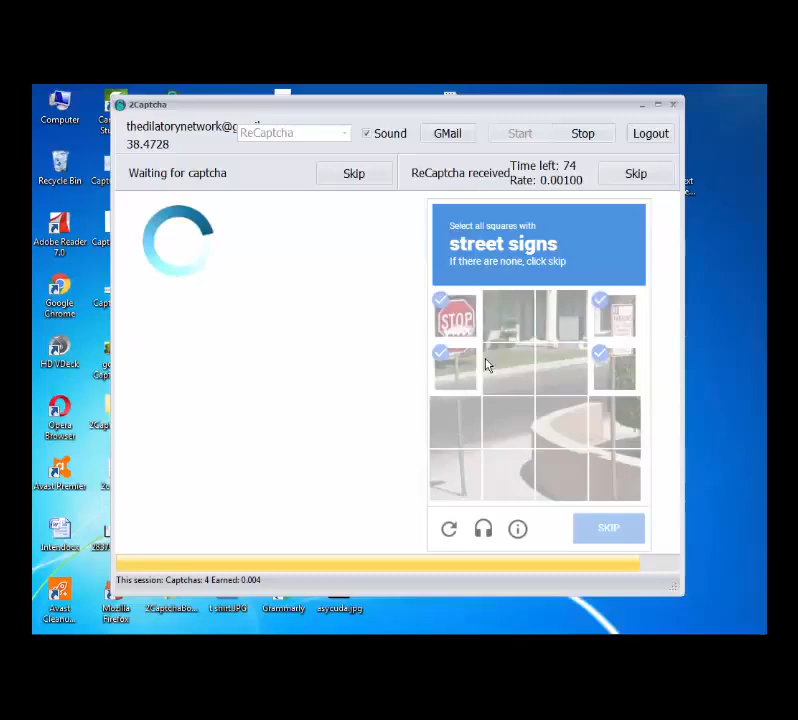 2Captcha
thedilatorynetwork@g
ReCaptcha
Sound
GMail
Start
Stop
Logout
38.4728
Waiting for captcha
Skip
ReCaptcha received
Time left: 74
Rate: 0.00100
Skip
Select all squares with
street signs
If there are none, click skip
STOP
SKIP
This session: Captchas: 4 Earned: 0.004
Computer
Recycle Bin
Adobe Reader
7.0
Google
Chrome
HD VDeck
Opera
Browser
Avast Premier
Intendocx
Avast
Cleanu...
Mozilla
Firefox
2Captchabo...
t shirtJPG
Grammarly
asycuda.jpg